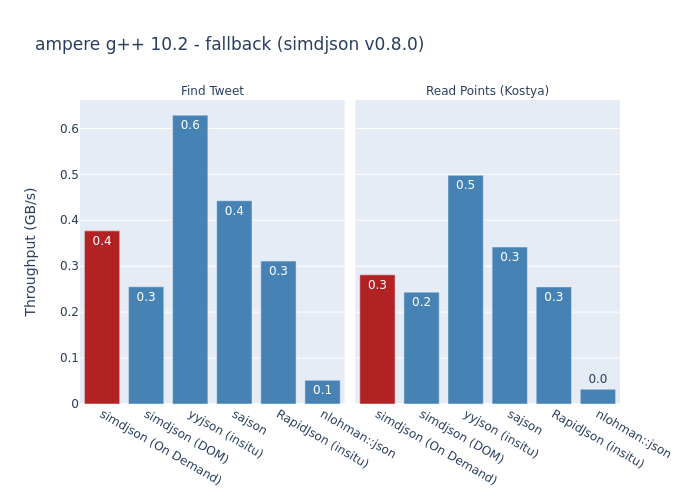 ampere g++ 10.2 - fallback (simdjson v0.8.0)
Find Tweet
Read Points (Kostya)
Throughput (GB/s)
0.6
0.5
0.4
0.3
0.2
0.1
0
0.4
0.3
0.6
0.4
0.3
0.1
0.3
0.2
0.5
0.3
0.3
0.0
simdjson (On Demand)
simdjson (DOM)
yyjson (insitu)
sajson
RapidJson (insitu)
nlohman::json
simdjson (On Demand)
simdjson (DOM)
yyjson (insitu)
sajson
RapidJson (insitu)
nlohman::json